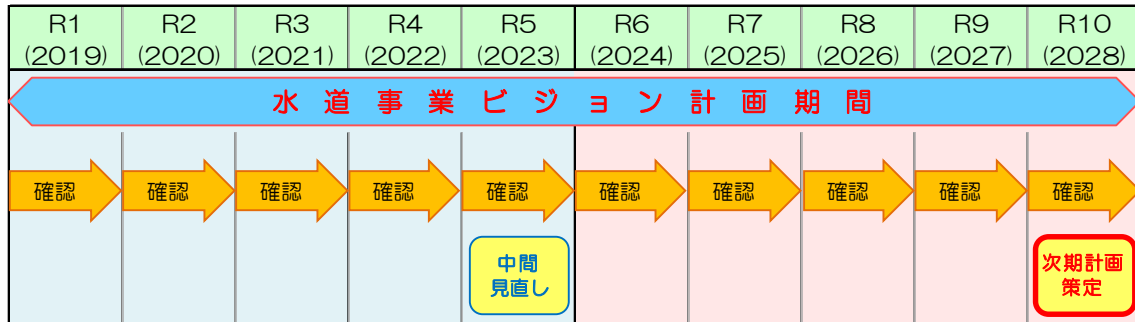 R1 R2 R3 R4 R5 R6 R7 R8 R9 R10
(2019) (2020) (2021) (2022) (2023) (2024) (2025) (2026) (2027) (2028)
水道事業ビジョン計画期間
確認 確認 確認 確認 確認 確認 確認 確認 確認 確認
中間
見直し
次期計画
策定